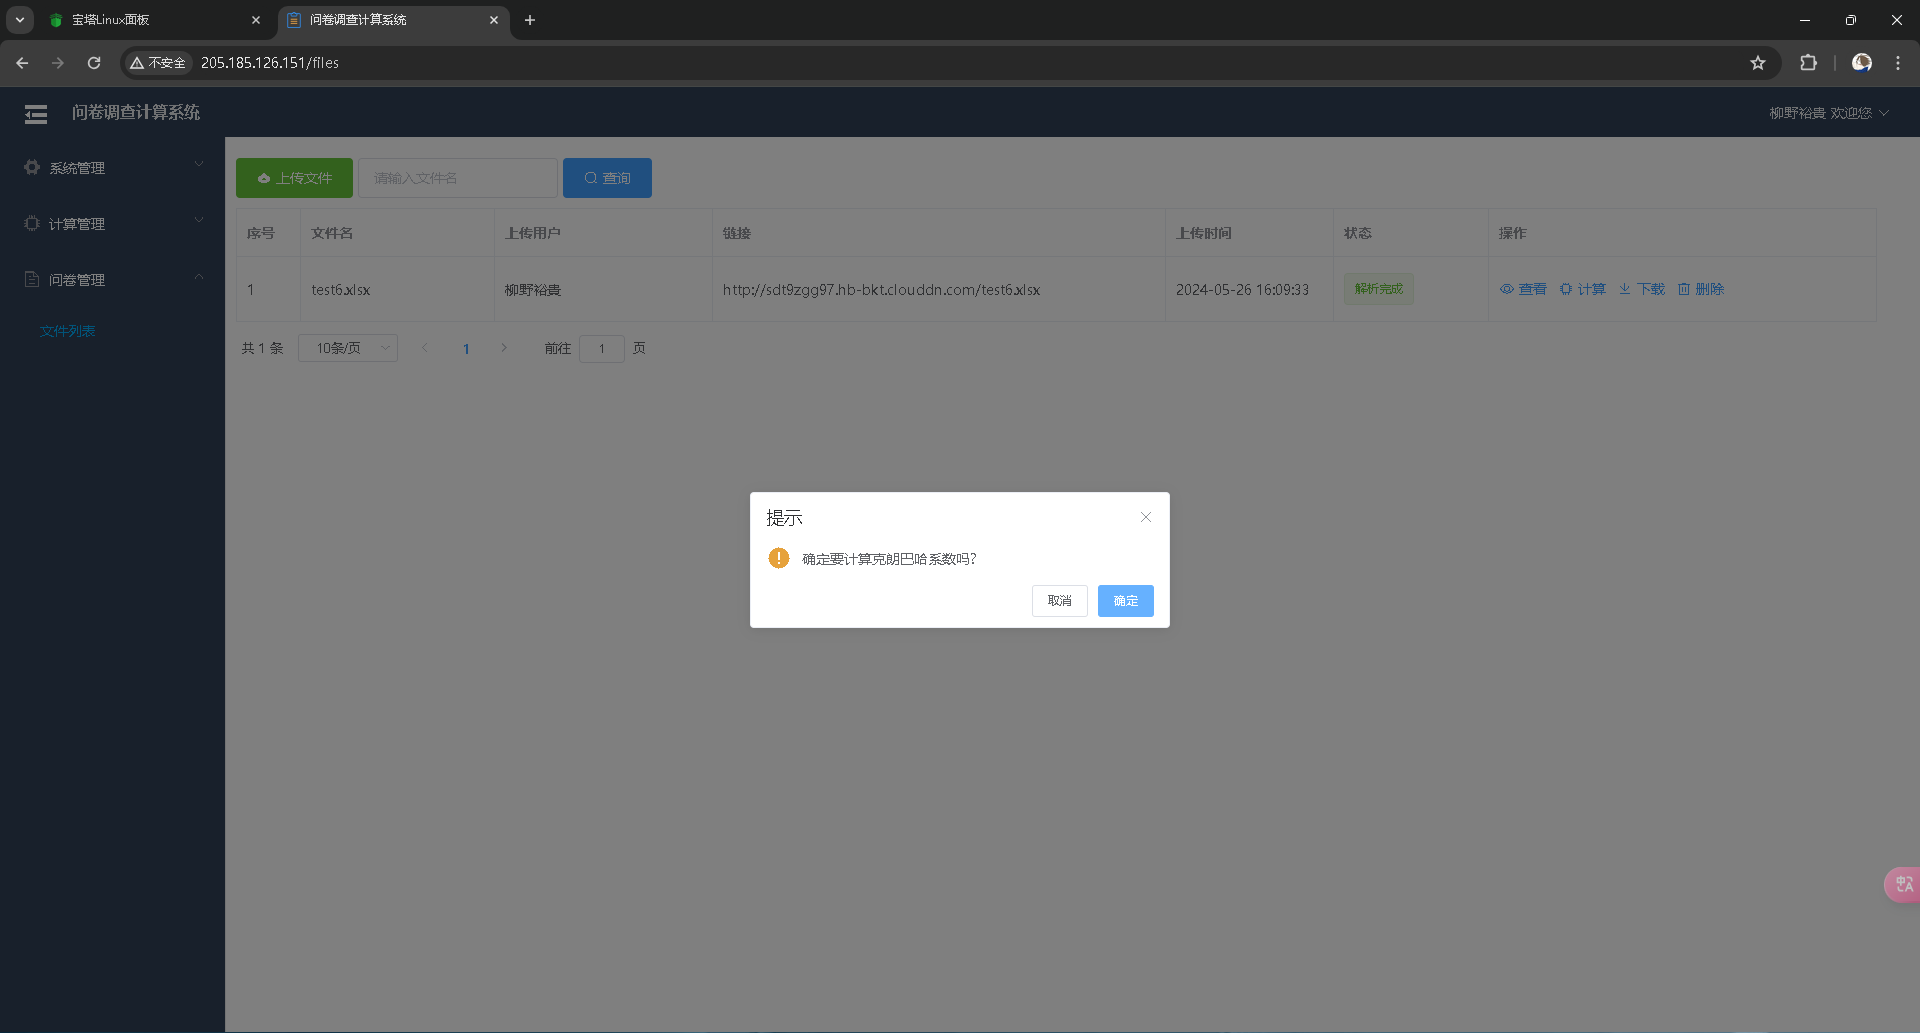 宝塔Linux面板
问卷调查计算系统
不安全
205.185.126.151/files
问卷调查计算系统
柳野裕貴 欢迎您
系统管理
计算管理
问卷管理
文件列表
上传文件
请输入文件名
查询
序号 文件名 上传用户 链接 上传时间 状态 操作
1 test6.xlsx 柳野裕貴 http://sdt9zgg97.hb-bkt.clouddn.com/test6.xlsx 2024-05-26 16:09:33 解析完成 查看 计算 下载 删除
共 1 条 10条/页 1 前往 1 页
提示
确定要计算克朗巴哈系数吗?
取消 确定